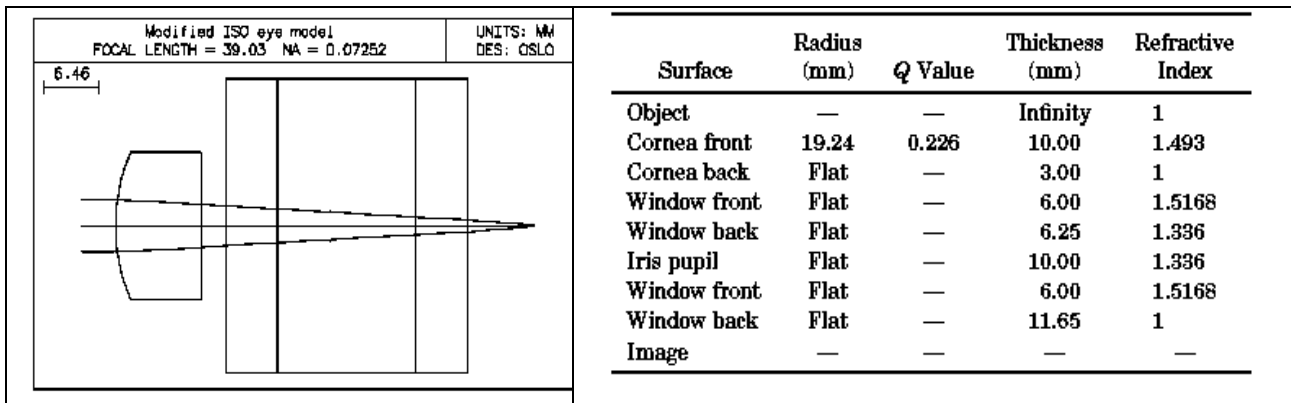 Modified ISO eye model
FOCAL LENGTH = 39.03 NA = 0.07252
UNITS: MM
DES: OSLO
6.46
Surface Radius (mm) Q Value Thickness (mm) Refractive Index
Object — — Infinity 1
Cornea front 19.24 0.226 10.00 1.493
Cornea back Flat — 3.00 1
Window front Flat — 6.00 1.5168
Window back Flat — 6.25 1.336
Iris pupil Flat — 10.00 1.336
Window front Flat — 6.00 1.5168
Window back Flat — 11.65 1
Image — — — —